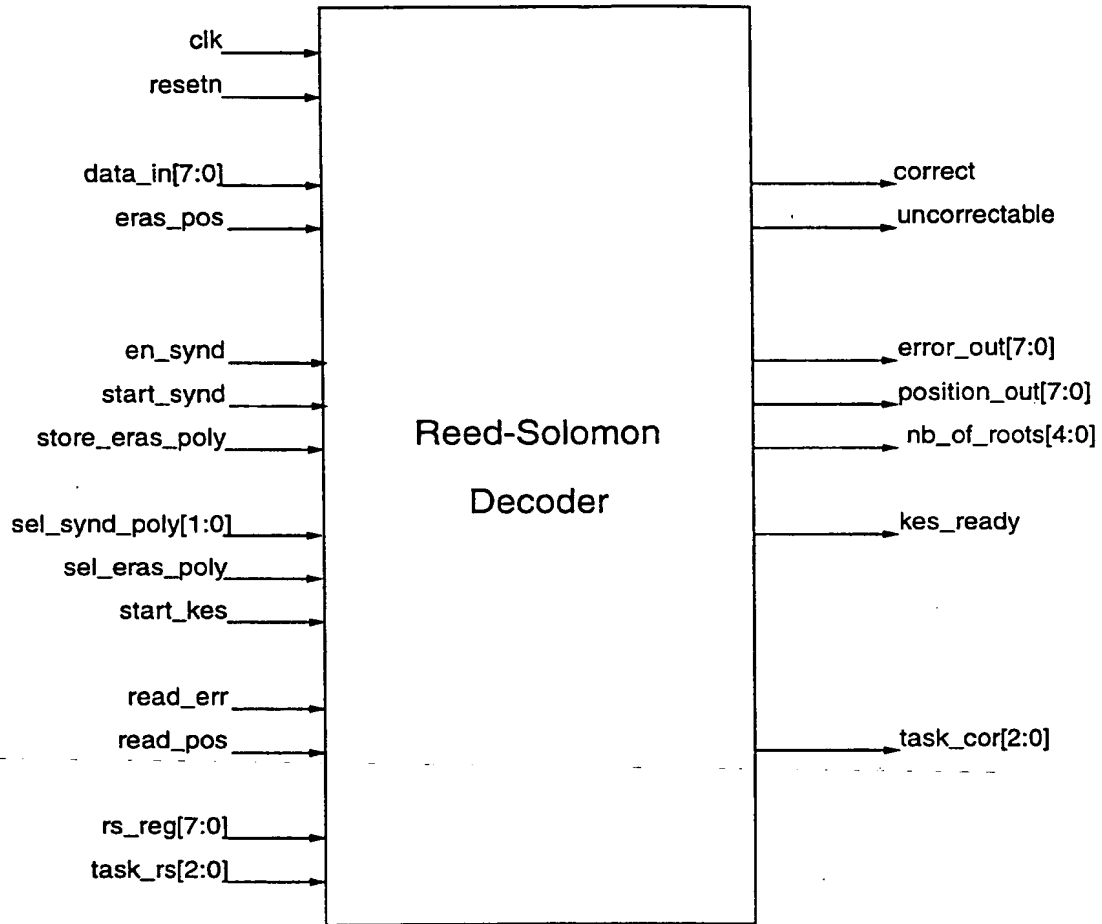 clk
resetn
data_in[7:0]
eras_pos
en_synd
start_synd
store_eras_poly
sel_synd_poly[1:0]
sel_eras_poly
start_kes
read_err
read_pos
rs_reg[7:0]
task_rs[2:0]
Reed-Solomon
Decoder
correct
uncorrectable
error_out[7:0]
position_out[7:0]
nb_of_roots[4:0]
kes_ready
task_cor[2:0]